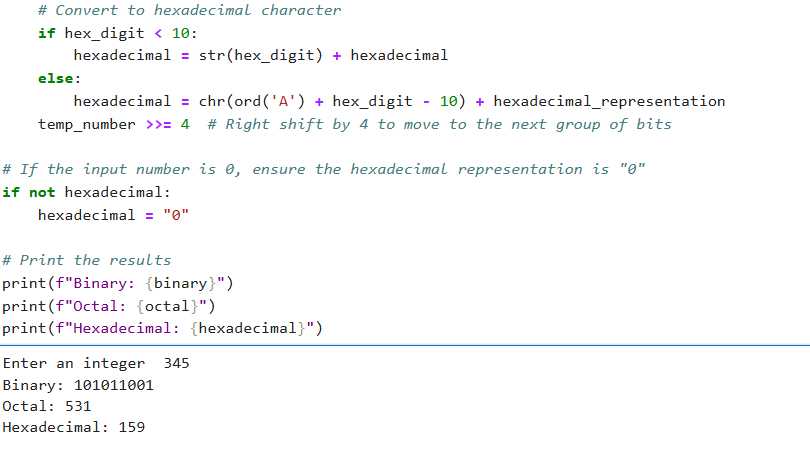 # Convert to hexadecimal character
if hex_digit < 10:
hexadecimal = str(hex_digit) + hexadecimal
else:
hexadecimal = chr(ord('A') + hex_digit - 10) + hexadecimal_representation
temp_number >>= 4  # Right shift by 4 to move to the next group of bits
# If the input number is 0, ensure the hexadecimal representation is "0"
if not hexadecimal:
hexadecimal = "0"
# Print the results
print(f"Binary: {binary}")
print(f"Octal: {octal}")
print(f"Hexadecimal: {hexadecimal}")
Enter an integer  345
Binary: 101011001
Octal: 531
Hexadecimal: 159